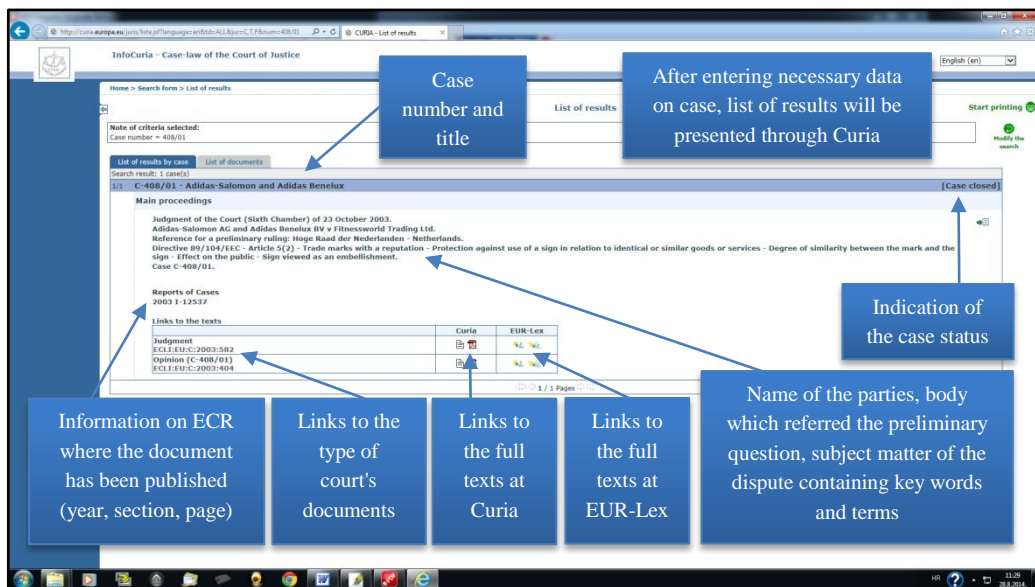 http://curia.europa.eu/juris/liste.jsf?language=en&td=ALL&jur=C,T,F&num=408/01
CURIA - List of results
InfoCuria - Case-law of the Court of Justice
English (en)
Home > Search form > List of results
List of results
Start printing
Note of criteria selected:
Case number = 408/01
Modify the
search
List of results by case
List of documents
Search result: 1 case(s)
1/1 C-408/01 - Adidas-Salomon and Adidas Benelux
[Case closed]
Main proceedings
Judgment of the Court (Sixth Chamber) of 23 October 2003.
Adidas-Salomon AG and Adidas Benelux BV v Fitnessworld Trading Ltd.
Reference for a preliminary ruling: Hoge Raad der Nederlanden - Netherlands.
Directive 89/104/EEC - Article 5(2) - Trade marks with a reputation - Protection against use of a sign in relation to identical or similar goods or services - Degree of similarity between the mark and the
sign - Effect on the public - Sign viewed as an embellishment.
Case C-408/01.
Reports of Cases
2003 I-12537
Links to the texts
Curia
EUR-Lex
Judgment
ECLI:EU:C:2003:582
Opinion (C-408/01)
ECLI:EU:C:2003:404
1 / 1 Pages
Case
number and
title
After entering necessary data
on case, list of results will be
presented through Curia
Indication of
the case status
Information on ECR
where the document
has been published
(year, section, page)
Links to the
type of
court's
documents
Links to
the full
texts at
Curia
Links to
the full
texts at
EUR-Lex
Name of the parties, body
which referred the preliminary
question, subject matter of the
dispute containing key words
and terms
HR
11:29
28.8.2014.